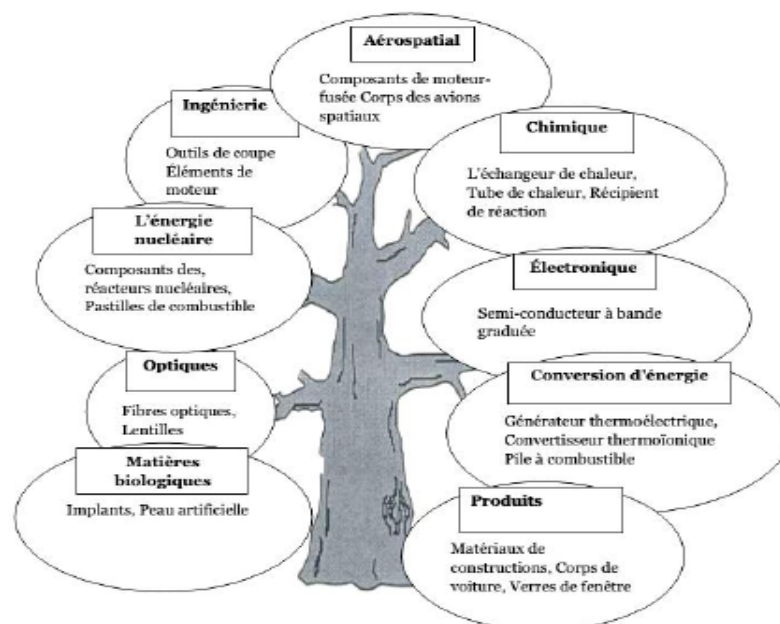 Aérospatial
Composants de moteur-
fusée Corps des avions
spatiaux
Ingénierie
Outils de coupe
Éléments de
moteur
Chimique
L'échangeur de chaleur,
Tube de chaleur, Récipient
de réaction
L'énergie
nucléaire
Composants des,
réacteurs nucléaires,
Pastilles de combustible
Électronique
Semi-conducteur à bande
graduée
Optiques
Fibres optiques,
Lentilles
Conversion d'énergie
Générateur thermoélectrique,
Convertisseur thermoïonique
Pile à combustible
Matières
biologiques
Implants, Peau artificielle
Produits
Matériaux de
constructions, Corps de
voiture, Verres de fenêtre